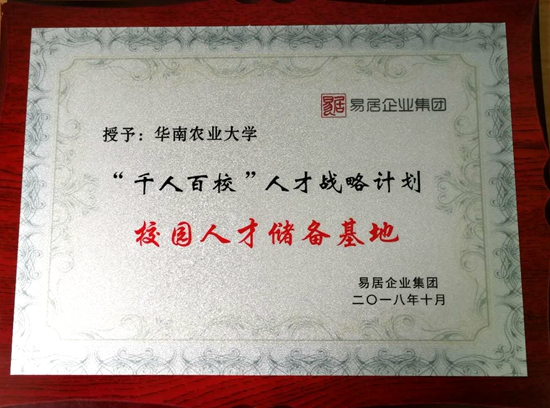 易居 易居企业集团
授予：华南农业大学
“千人百校”人才战略计划
校园人才储备基地
易居企业集团
二〇一八年十月